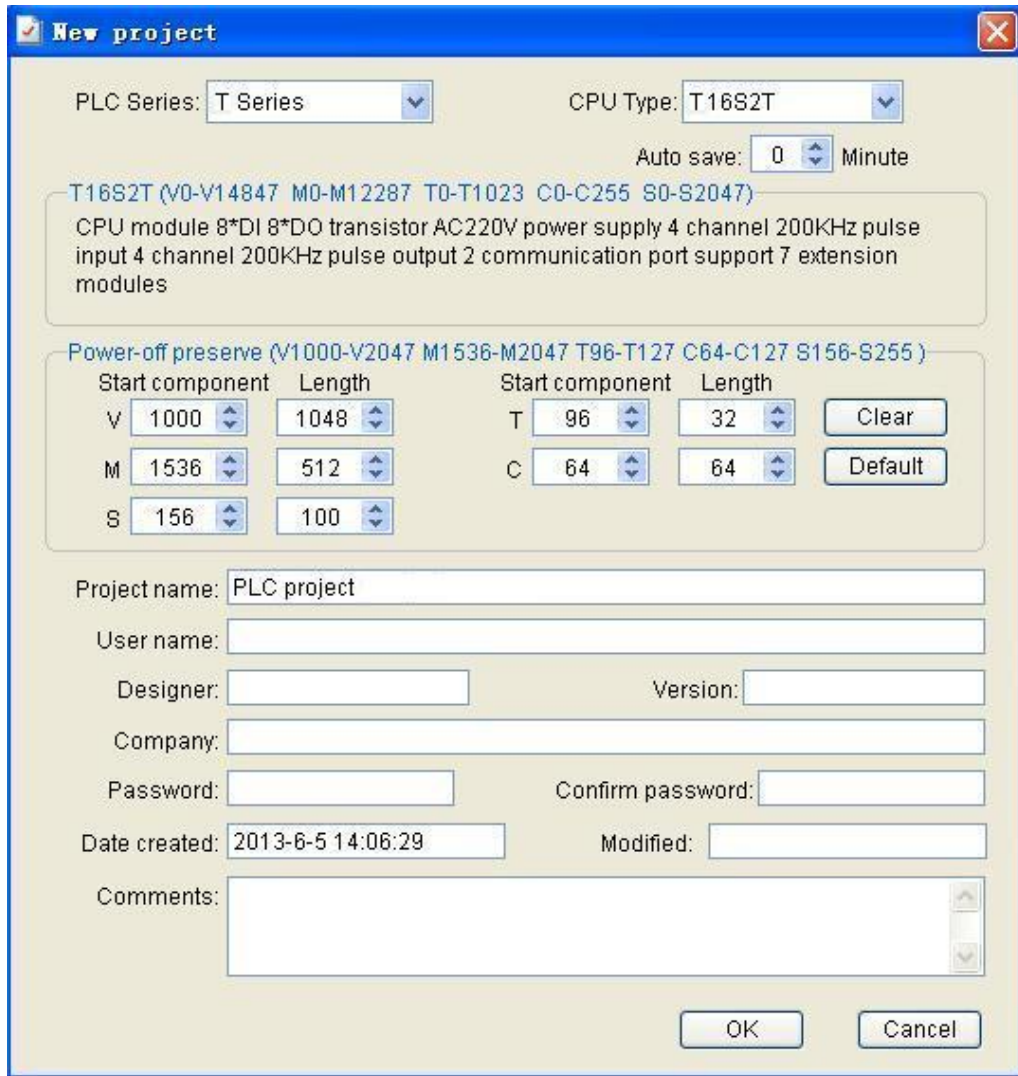 New project
PLC Series: T Series CPU Type: T16S2T
Auto save: 0 Minute
T16S2T (V0-V14847 M0-M12287 T0-T1023 C0-C255 S0-S2047)
CPU module 8*DI 8*DO transistor AC220V power supply 4 channel 200KHz pulse
input 4 channel 200KHz pulse output 2 communication port support 7 extension
modules
Power-off preserve (V1000-V2047 M1536-M2047 T96-T127 C64-C127 S156-S255 )
Start component Length Start component Length
V 1000 1048 T 96 32 Clear
M 1536 512 C 64 64 Default
S 156 100
Project name: PLC project
User name:
Designer: Version:
Company:
Password: Confirm password:
Date created: 2013-6-5 14:06:29 Modified:
Comments:
OK Cancel